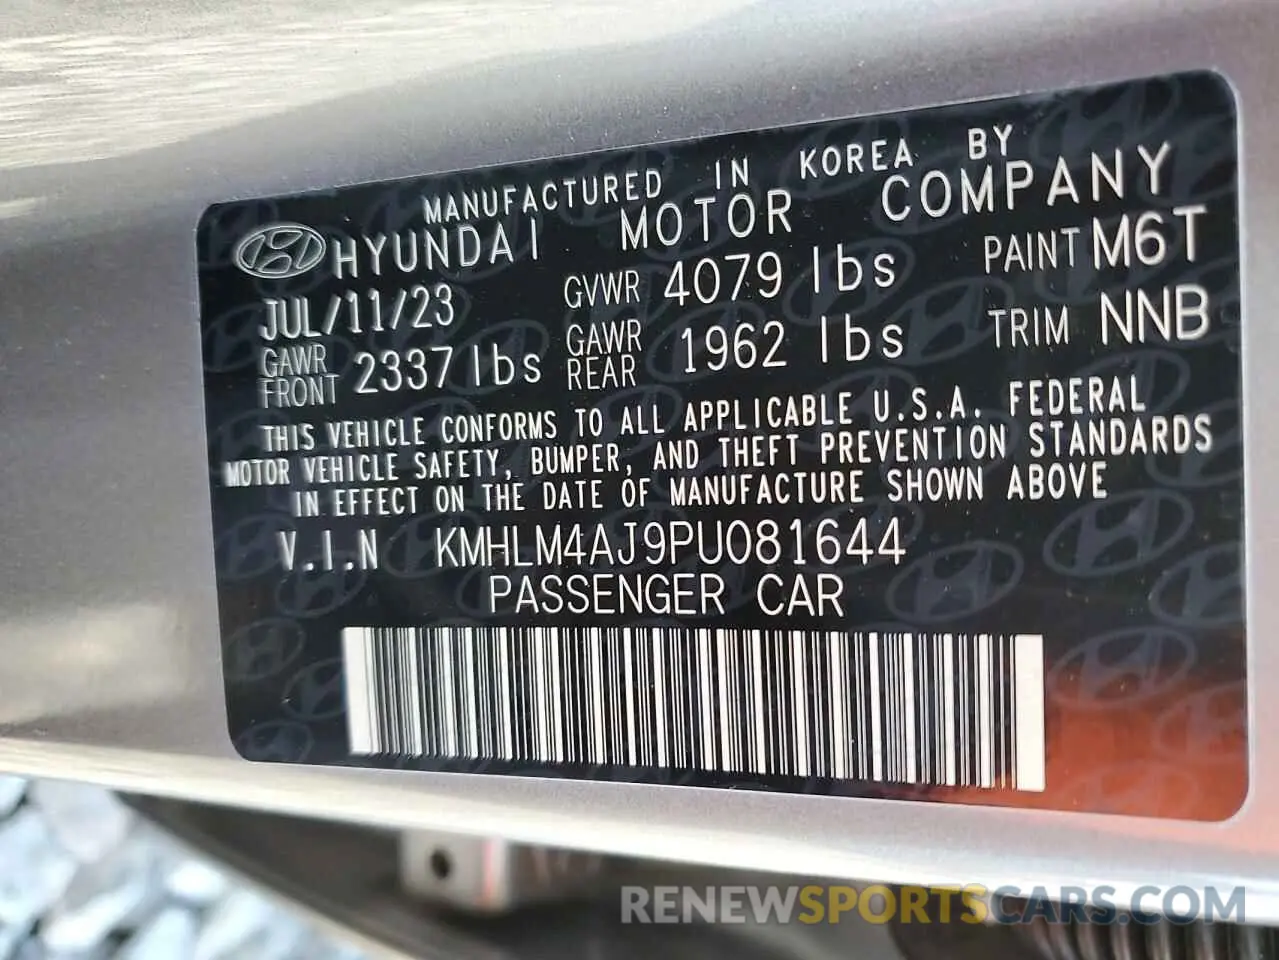 MANUFACTURED IN KOREA BY
HYUNDAI MOTOR COMPANY
JUL/11/23 GVWR 4079 lbs PAINT M6T
GAWR FRONT 2337 lbs GAWR REAR 1962 lbs TRIM NNB
THIS VEHICLE CONFORMS TO ALL APPLICABLE U.S.A. FEDERAL
MOTOR VEHICLE SAFETY, BUMPER, AND THEFT PREVENTION STANDARDS
IN EFFECT ON THE DATE OF MANUFACTURE SHOWN ABOVE
V.I.N KMHLM4AJ9PU081644
PASSENGER CAR
RENEWSPORTSCARS.COM